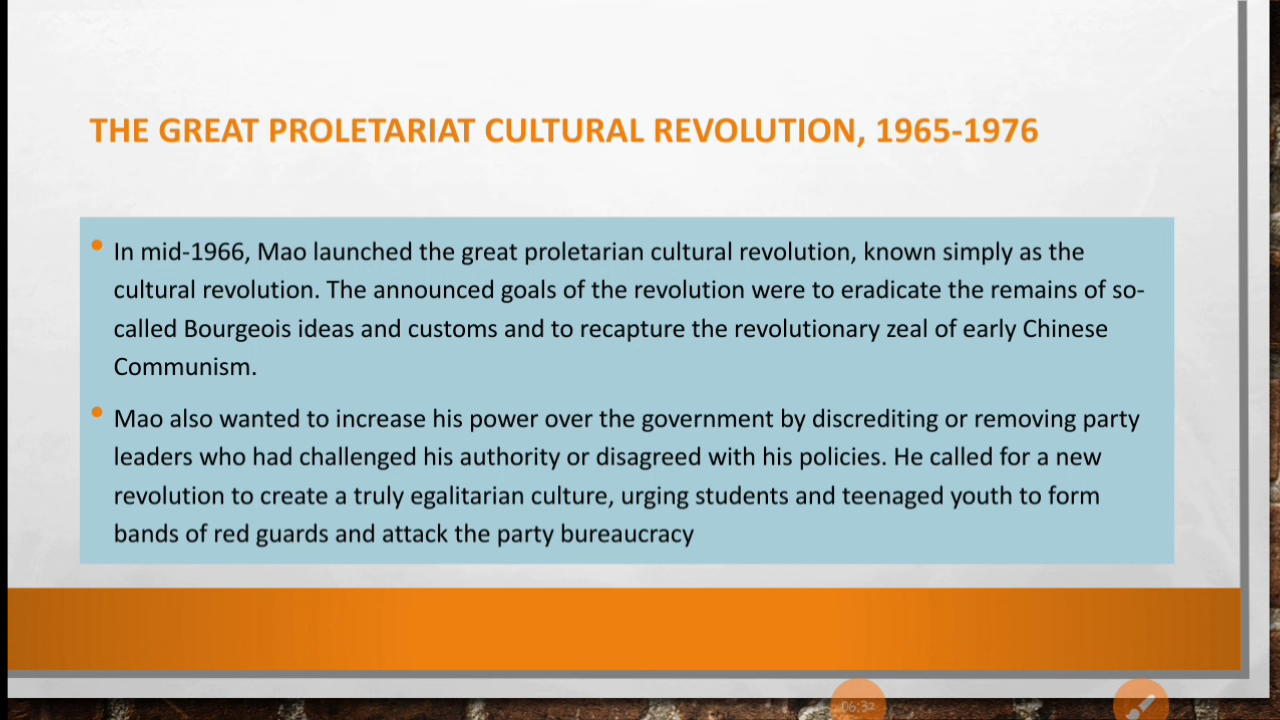 THE GREAT PROLETARIAT CULTURAL REVOLUTION, 1965-1976
In mid-1966, Mao launched the great proletarian cultural revolution, known simply as the
cultural revolution. The announced goals of the revolution were to eradicate the remains of so-
called Bourgeois ideas and customs and to recapture the revolutionary zeal of early Chinese
Communism.
Mao also wanted to increase his power over the government by discrediting or removing party
leaders who had challenged his authority or disagreed with his policies. He called for a new
revolution to create a truly egalitarian culture, urging students and teenaged youth to form
bands of red guards and attack the party bureaucracy
06:32